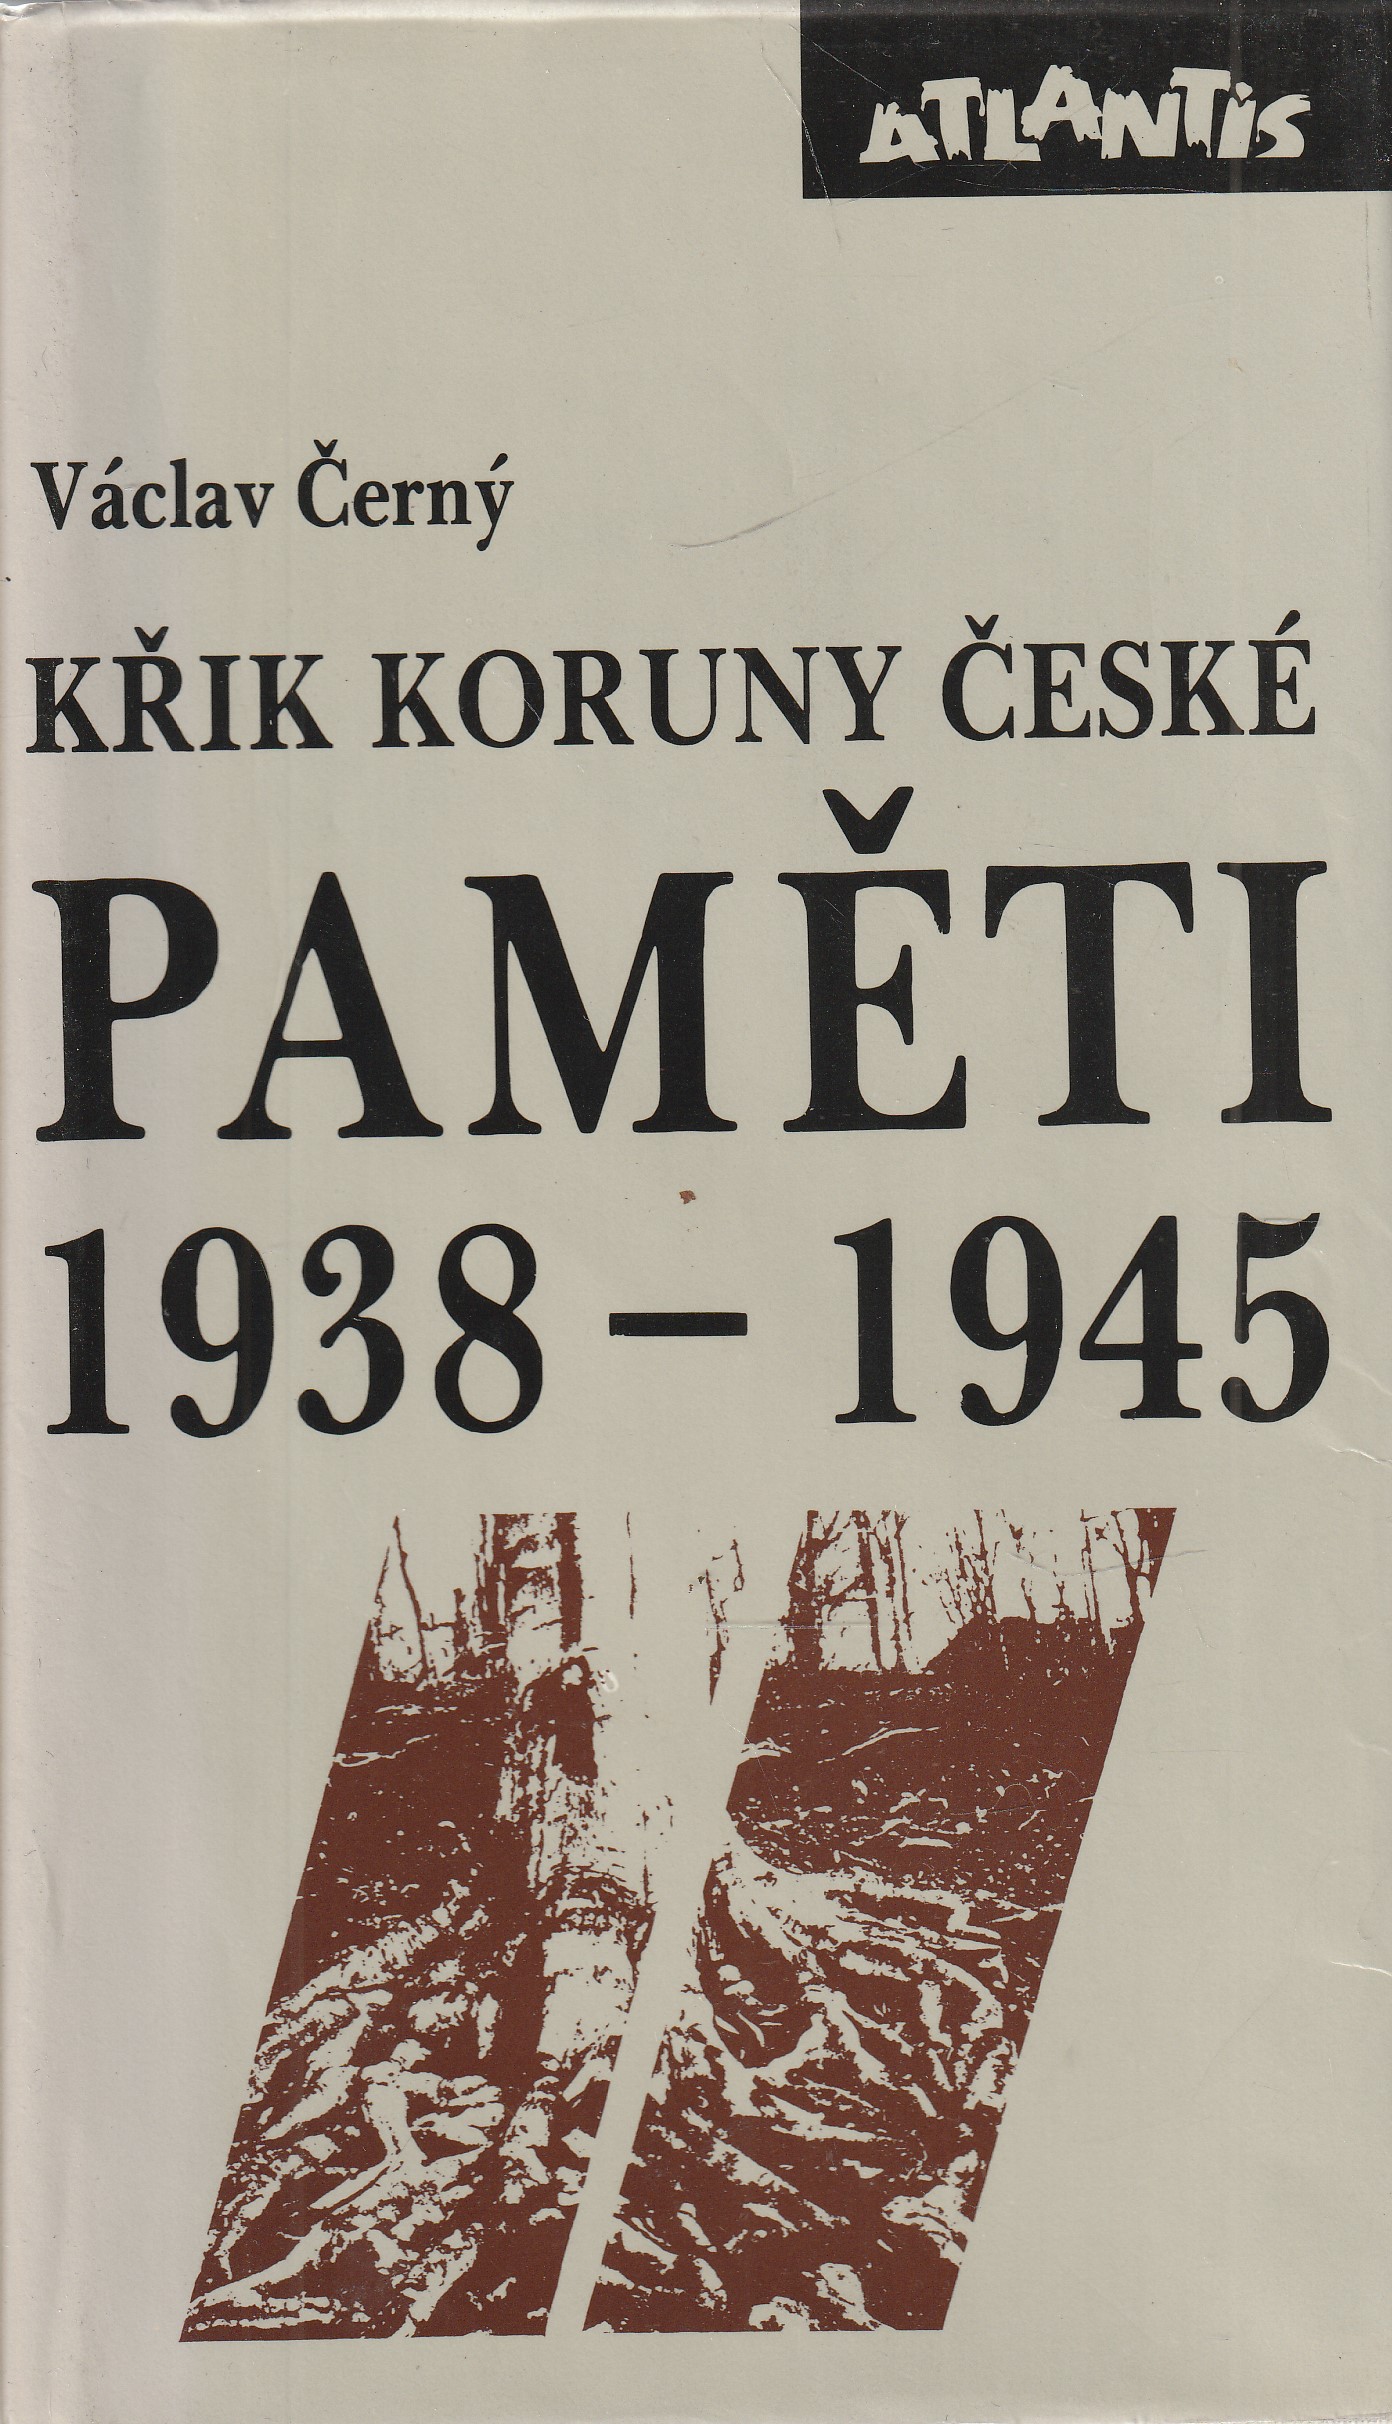 ATLANTiS
Václav Černý
KŘIK KORUNY ČESKÉ
PAMĚTI
1938 – 1945